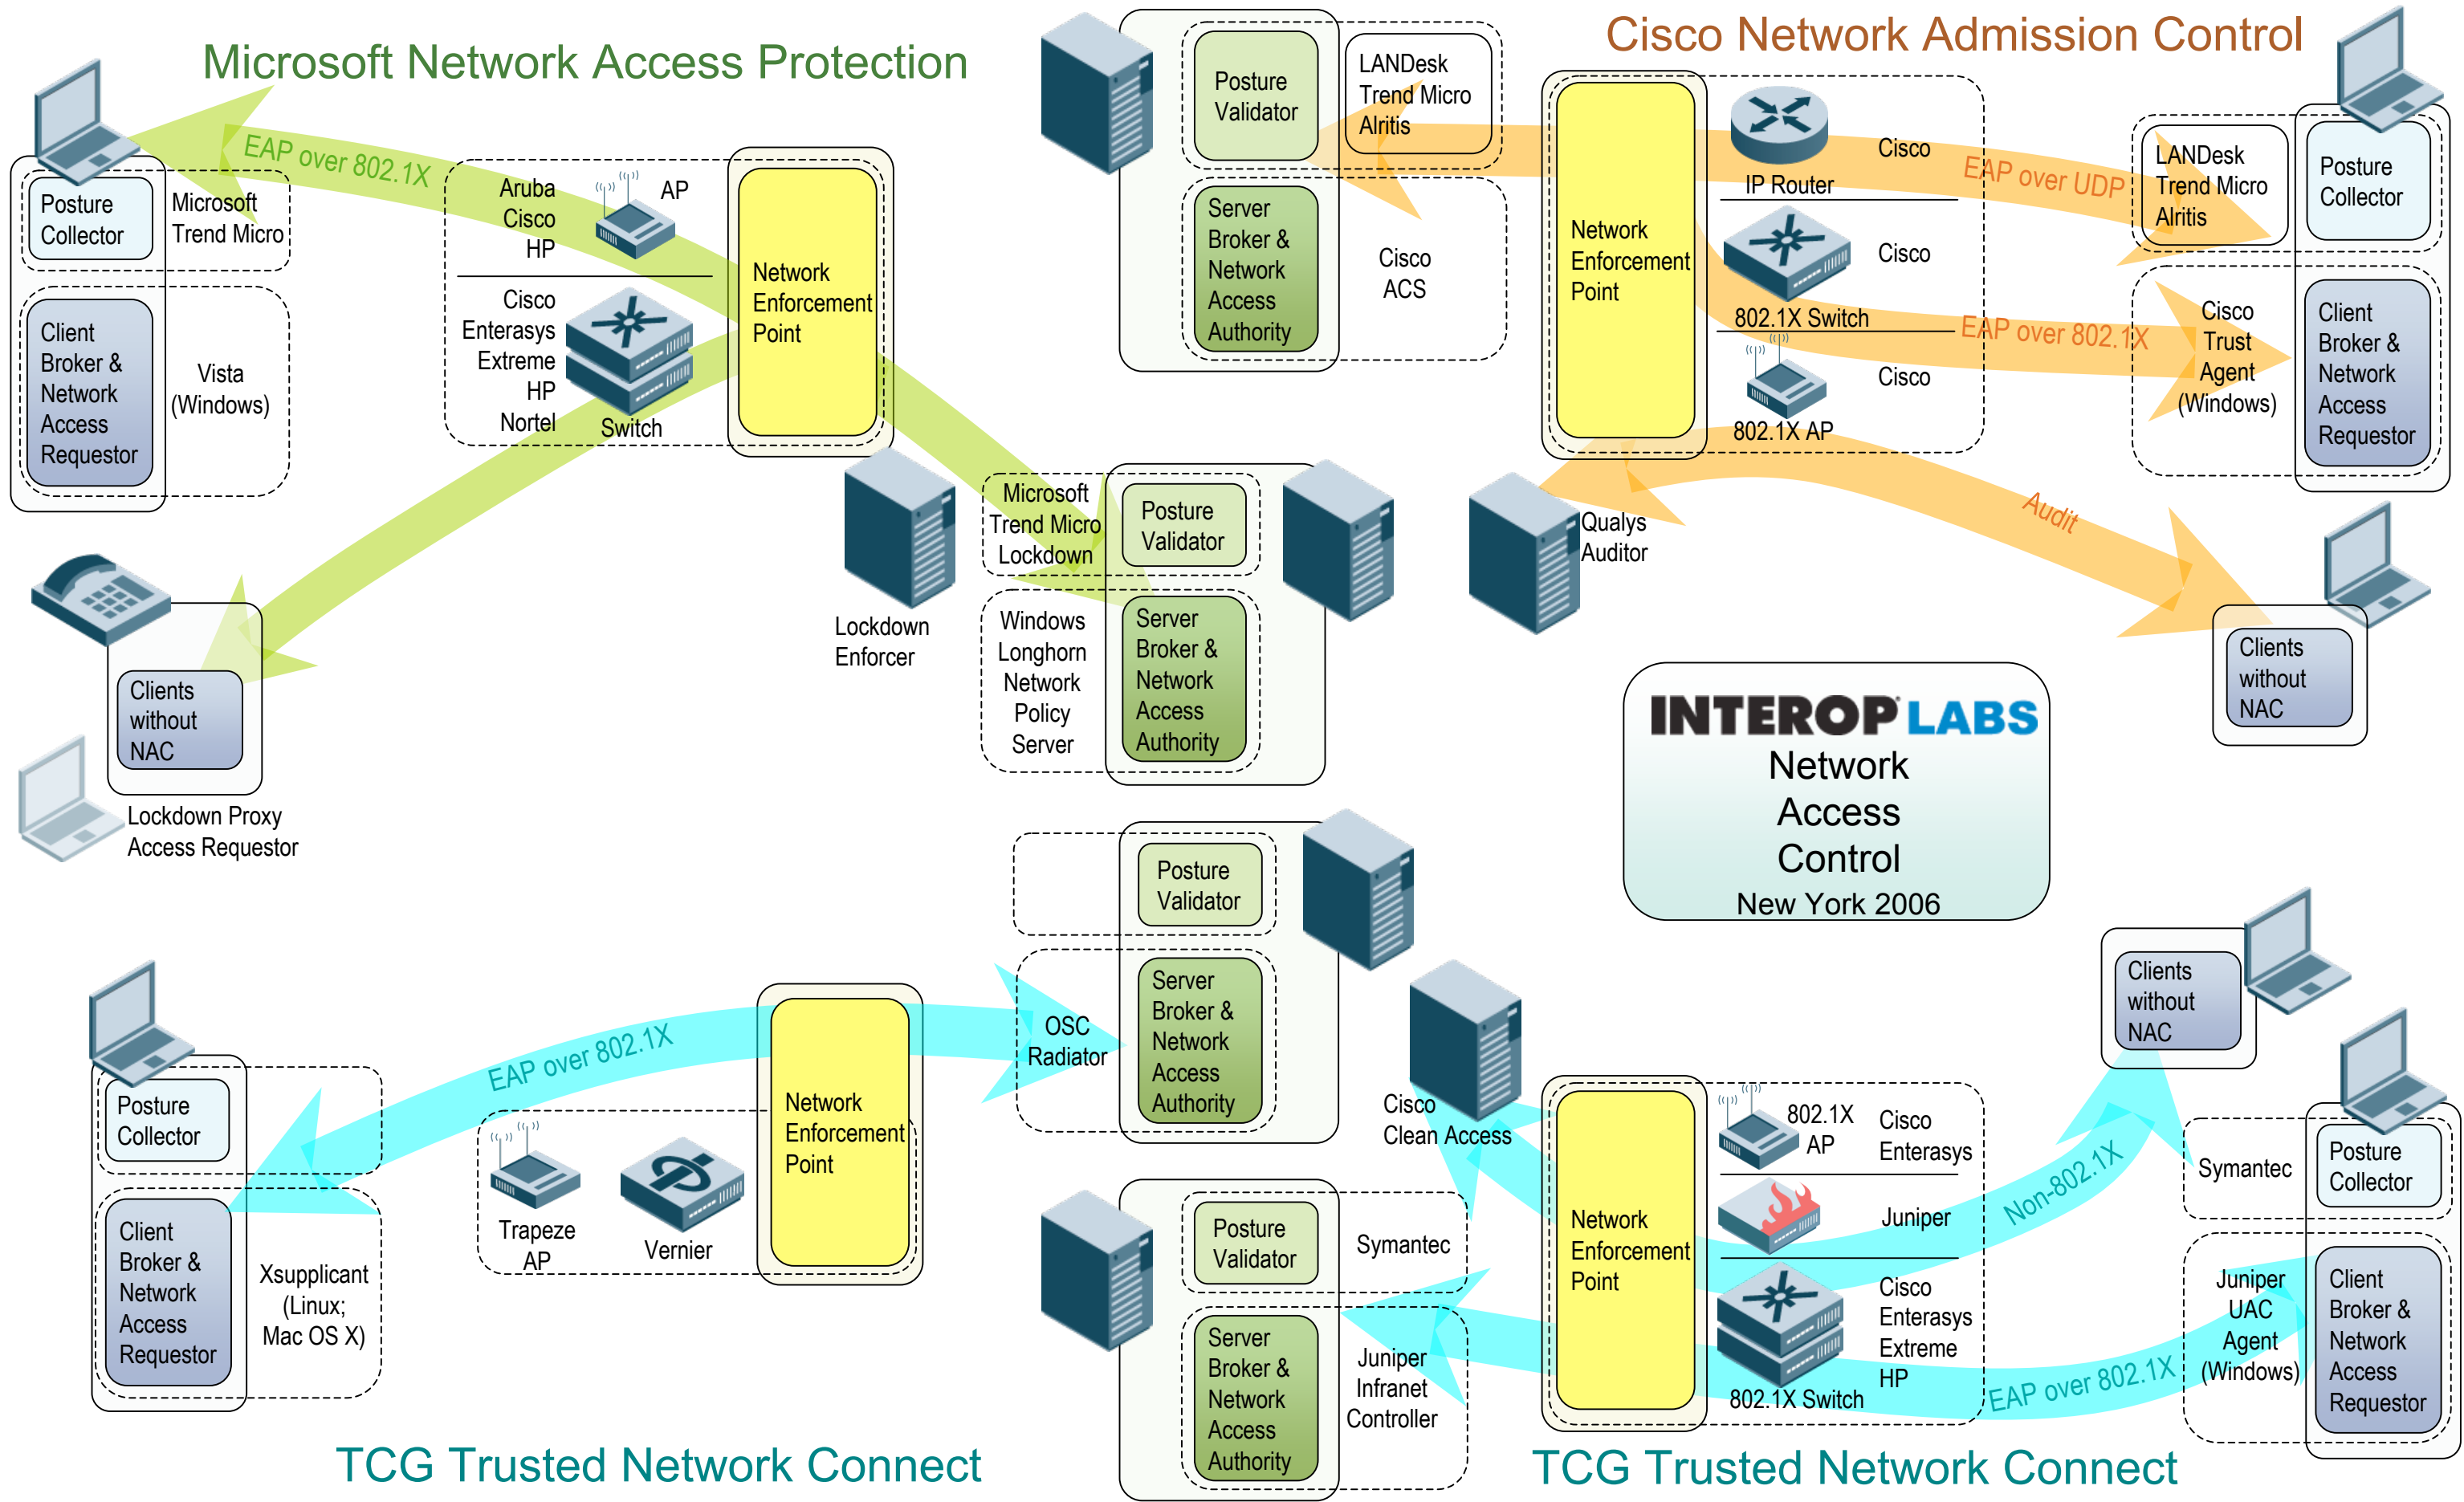 Microsoft Network Access Protection
EAP over 802.1X
Posture
Collector
Microsoft
Trend Micro
Client
Broker &
Network
Access
Requestor
Vista
(Windows)
Aruba
Cisco
HP
AP
Cisco
Enterasys
Extreme
HP
Nortel
Switch
Network
Enforcement
Point
Clients
without
NAC
Lockdown Proxy
Access Requestor
Lockdown
Enforcer
Microsoft
Trend Micro
Lockdown
Posture
Validator
Windows
Longhorn
Network
Policy
Server
Server
Broker &
Network
Access
Authority
Cisco Network Admission Control
Posture
Validator
LANDesk
Trend Micro
Alritis
Server
Broker &
Network
Access
Authority
Cisco
ACS
Network
Enforcement
Point
Cisco
IP Router
Cisco
802.1X Switch
Cisco
802.1X AP
EAP over UDP
EAP over 802.1X
Audit
LANDesk
Trend Micro
Alritis
Posture
Collector
Cisco
Trust
Agent
(Windows)
Client
Broker &
Network
Access
Requestor
Qualys
Auditor
Clients
without
NAC
INTEROP LABS
Network
Access
Control
New York 2006
Posture
Collector
Client
Broker &
Network
Access
Requestor
Xsupplicant
(Linux;
Mac OS X)
EAP over 802.1X
Trapeze
AP
Vernier
Network
Enforcement
Point
Posture
Validator
OSC
Radiator
Server
Broker &
Network
Access
Authority
TCG Trusted Network Connect
Cisco
Clean Access
Posture
Validator
Symantec
Server
Broker &
Network
Access
Authority
Juniper
Infranet
Controller
Network
Enforcement
Point
802.1X
AP
Cisco
Enterasys
Juniper
Cisco
Enterasys
Extreme
HP
802.1X Switch
Non-802.1X
EAP over 802.1X
Clients
without
NAC
Symantec
Posture
Collector
Juniper
UAC
Agent
(Windows)
Client
Broker &
Network
Access
Requestor
TCG Trusted Network Connect